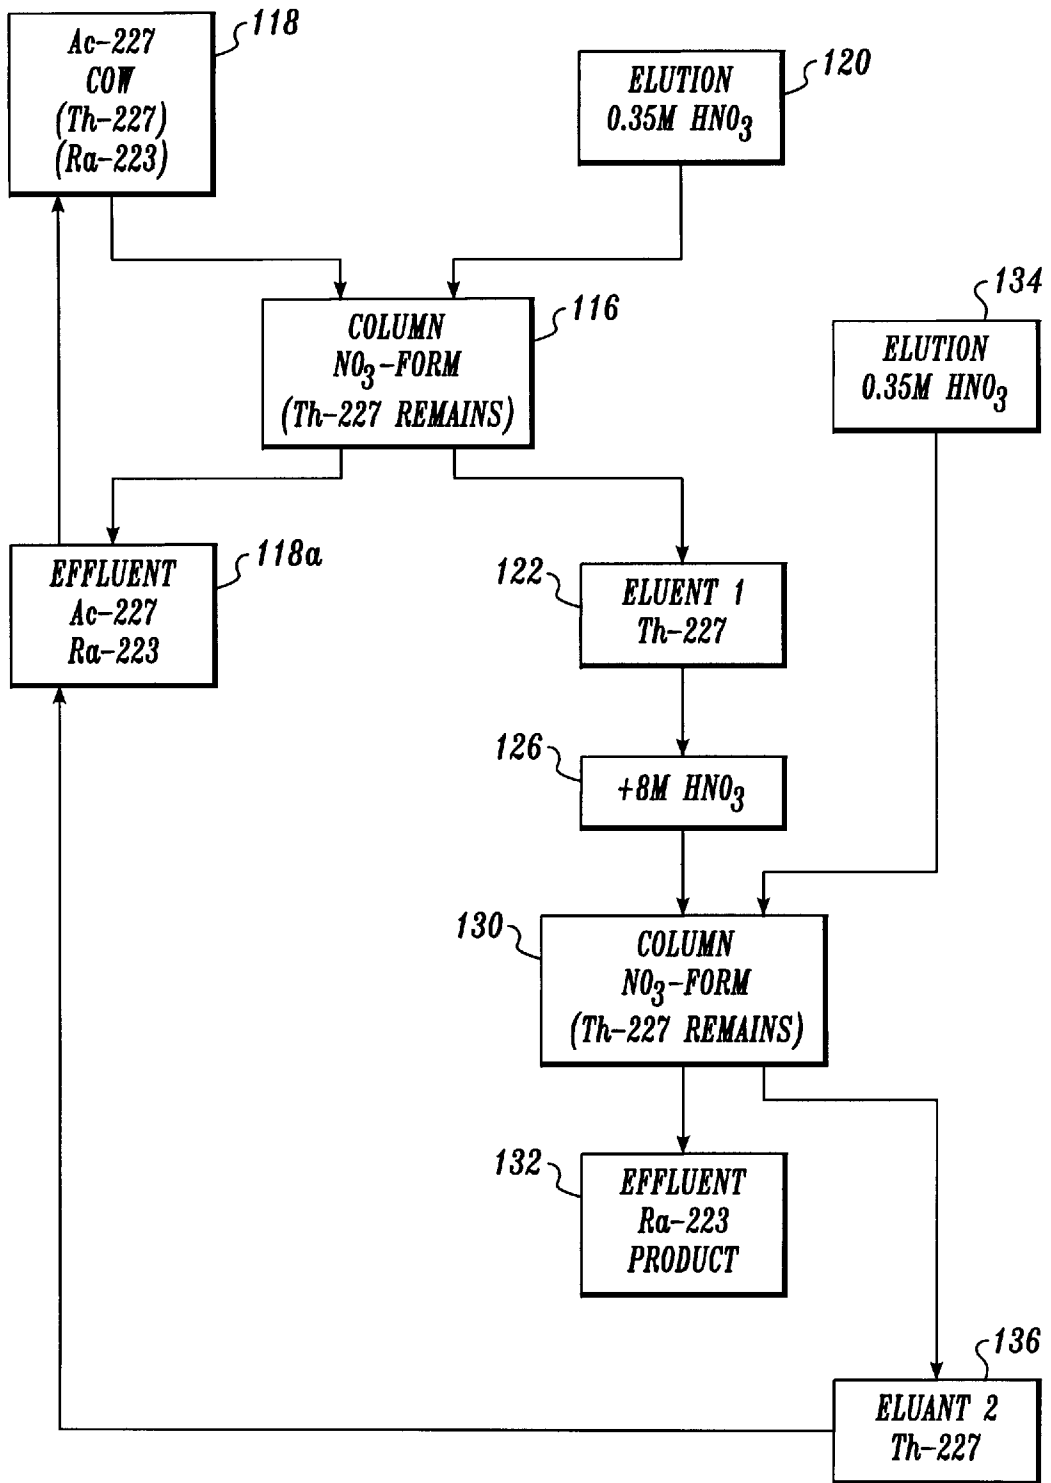 Ac-227
COW
(Th-227)
(Ra-223)
118
ELUTION
0.35M HNO3
120
COLUMN
NO3-FORM
(Th-227 REMAINS)
116
ELUTION
0.35M HNO3
134
EFFLUENT
Ac-227
Ra-223
118a
122
ELUENT 1
Th-227
126
+8M HNO3
130
COLUMN
NO3-FORM
(Th-227 REMAINS)
132
EFFLUENT
Ra-223
PRODUCT
136
ELUANT 2
Th-227